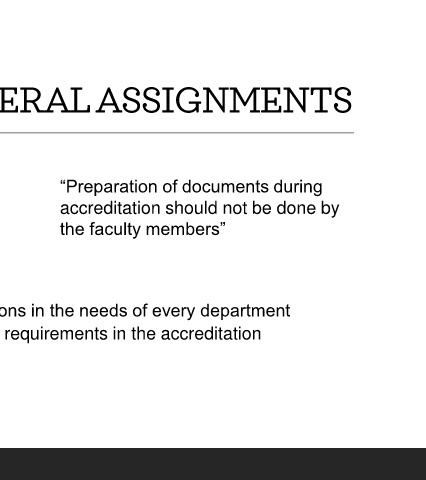 ERAL ASSIGNMENTS
“Preparation of documents during
accreditation should not be done by
the faculty members”
ons in the needs of every department
requirements in the accreditation